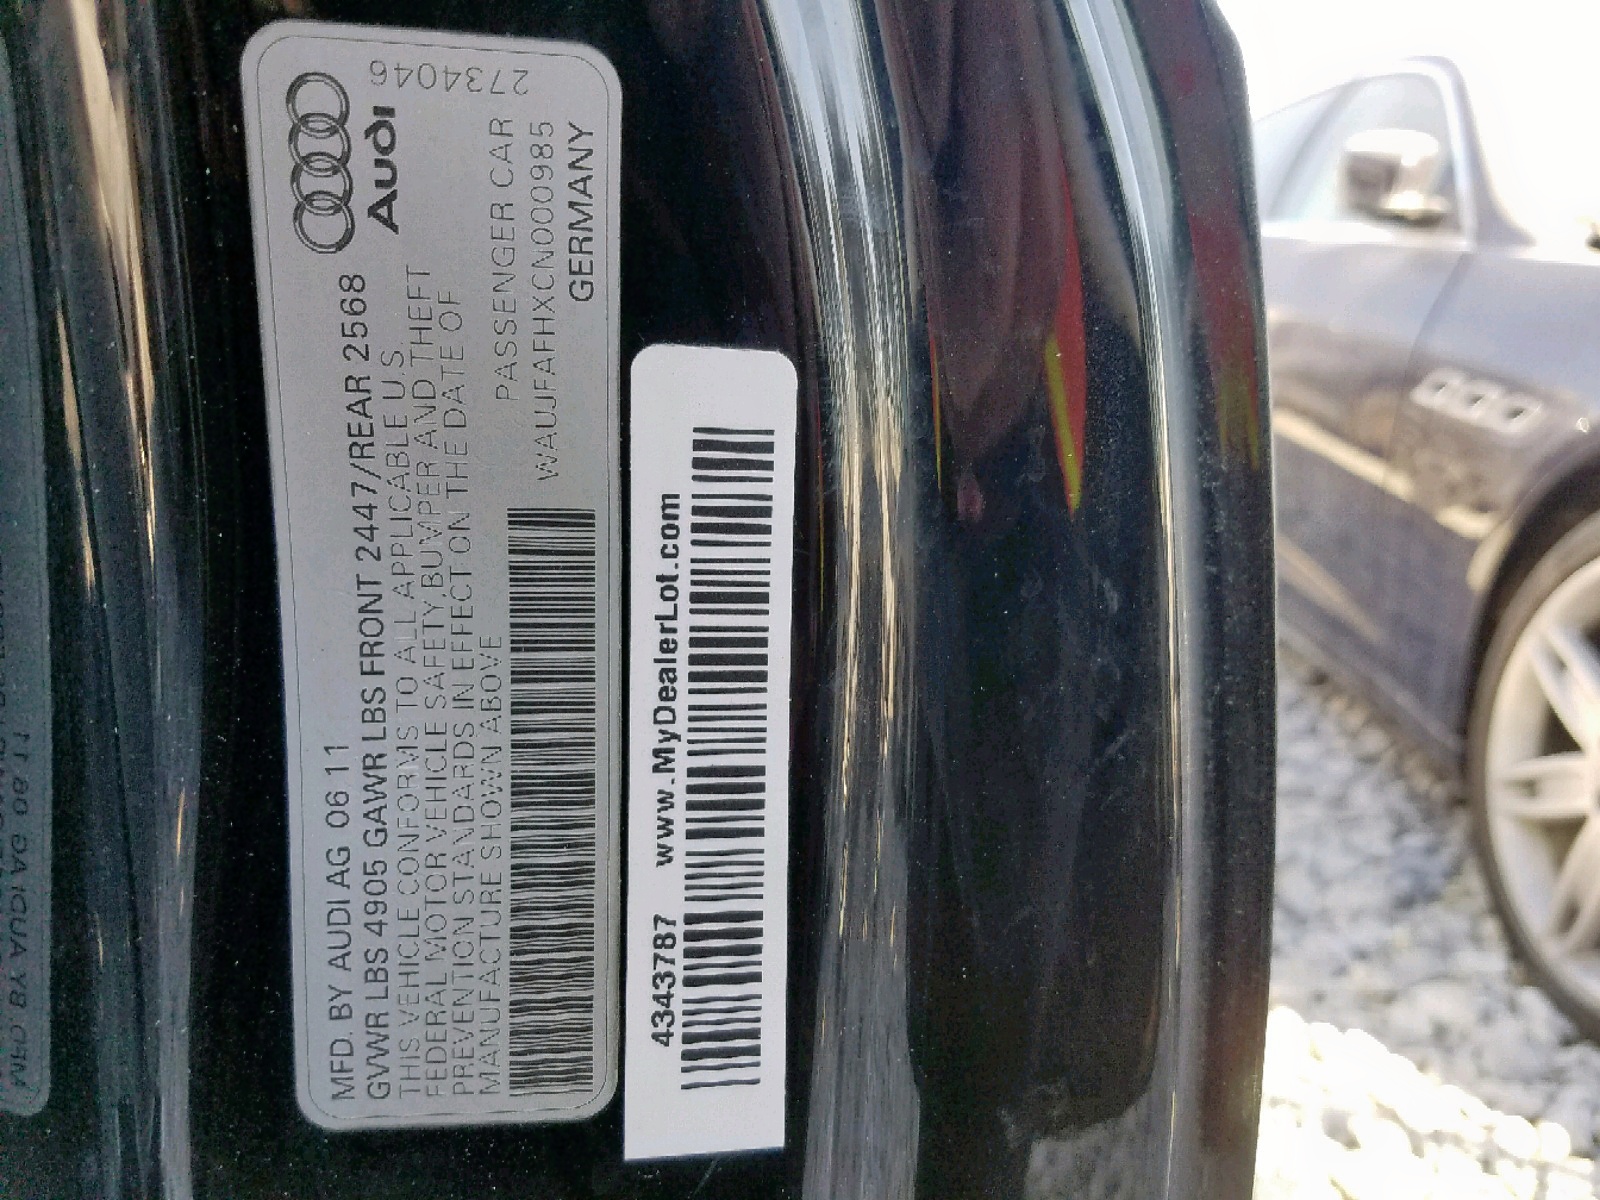 MFD. BY AUDI AG 06 11
GVWR LBS 4905 GAWR LBS FRONT 2447/REAR 2568
THIS VEHICLE CONFORMS TO ALL APPLICABLE U.S.
FEDERAL MOTOR VEHICLE SAFETY, BUMPER AND THEFT
PREVENTION STANDARDS IN EFFECT ON THE DATE OF
MANUFACTURE SHOWN ABOVE
Audi
2734046
PASSENGER CAR
WAUJFAFHXCN000985
GERMANY
4343787 www.MyDealerLot.com